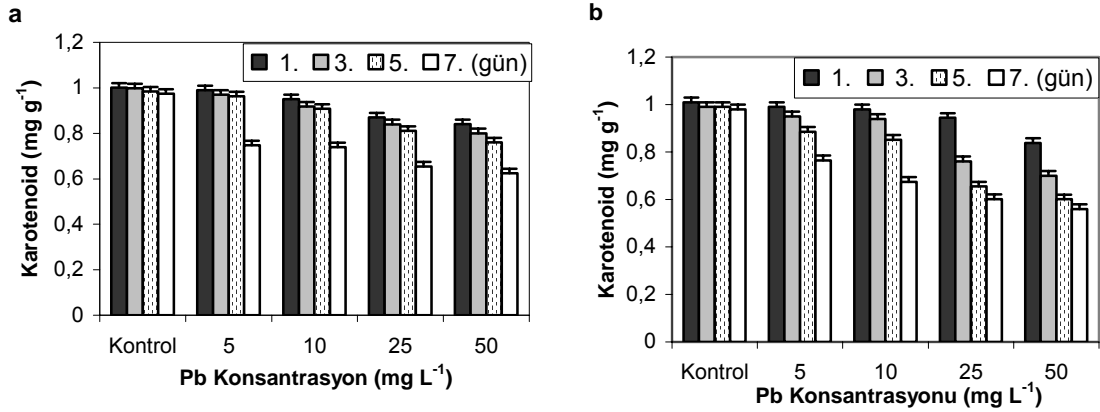 a
1,2
1
0,8
0,6
0,4
0,2
0
Karotenoid (mg g⁻¹)
1. 3. 5. 7. (gün)
Kontrol 5 10 25 50
Pb Konsantrasyon (mg L⁻¹)
b
1,2
1
0,8
0,6
0,4
0,2
0
Karotenoid (mg g⁻¹)
1. 3. 5. 7. (gün)
Kontrol 5 10 25 50
Pb Konsantrasyonu (mg L⁻¹)